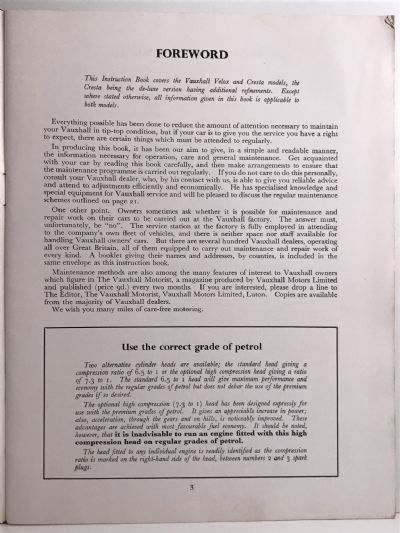 FOREWORD
This Instruction Book covers the Vauxhall Velox and Cresta models, the
Cresta being the de-luxe version having additional refinements. Except
where stated otherwise, all information given in this book is applicable to
both models.
Everything possible has been done to reduce the amount of attention necessary to maintain
your Vauxhall in tip-top condition, but if your car is to give you the service you have a right
to expect, there are certain things which must be attended to regularly.
In producing this book, it has been our aim to give, in a simple and readable manner,
the information necessary for operation, care and general maintenance. Get acquainted
with your car by reading this book carefully, and then make arrangements to ensure that
the maintenance programme is carried out regularly. If you do not care to do this personally,
consult your Vauxhall dealer, who, by his contact with us, is able to give you reliable advice
and attend to adjustments efficiently and economically. He has specialised knowledge and
special equipment for Vauxhall service and will be pleased to discuss the regular maintenance
schemes outlined on page 21.
One other point. Owners sometimes ask whether it is possible for maintenance and
repair work on their cars to be carried out at the Vauxhall factory. The answer must,
unfortunately, be "no". The service station at the factory is fully employed in attending
to the company's own fleet of vehicles, and there is neither space nor staff available for
handling Vauxhall owners' cars. But there are several hundred Vauxhall dealers, operating
all over Great Britain, all of them equipped to carry out maintenance and repair work of
every kind. A booklet giving their names and addresses, by counties, is included in the
same envelope as this instruction book.
Maintenance methods are also among the many features of interest to Vauxhall owners
which figure in The Vauxhall Motorist, a magazine produced by Vauxhall Motors Limited
and published (price 9d.) every two months. If you are interested, please drop a line to
The Editor, The Vauxhall Motorist, Vauxhall Motors Limited, Luton. Copies are available
from the majority of Vauxhall dealers.
We wish you many miles of care-free motoring.
Use the correct grade of petrol
Two alternative cylinder heads are available; the standard head giving a
compression ratio of 6.5 to 1 or the optional high compression head giving a ratio
of 7.3 to 1. The standard 6.5 to 1 head will give maximum performance and
economy with the regular grades of petrol but does not debar the use of the premium
grades if so desired.
The optional high compression (7.3 to 1) head has been designed expressly for
use with the premium grades of petrol. It gives an appreciable increase in power;
also, acceleration, through the gears and on hills, is noticeably improved. These
advantages are achieved with most favourable fuel economy. It should be noted,
however, that it is inadvisable to run an engine fitted with this high
compression head on regular grades of petrol.
The head fitted to any individual engine is readily identified as the compression
ratio is marked on the right-hand side of the head, between numbers 2 and 3 spark
plugs.
3